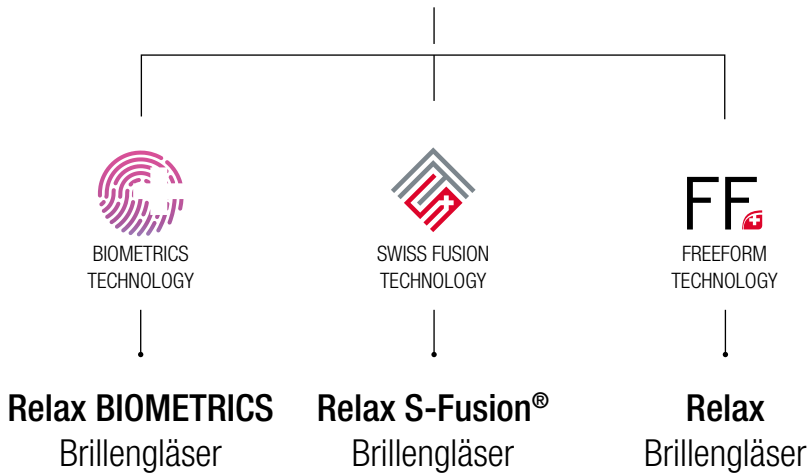 BIOMETRICS
TECHNOLOGY
Relax BIOMETRICS
Brillengläser
SWISS FUSION
TECHNOLOGY
Relax S-Fusion®
Brillengläser
FF
FREEFORM
TECHNOLOGY
Relax
Brillengläser